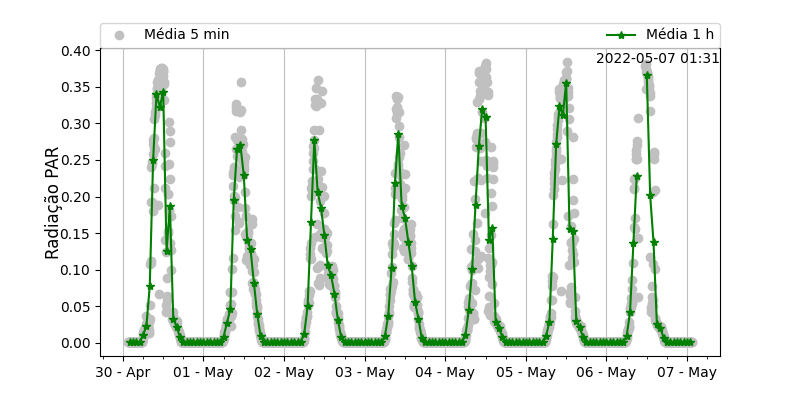 Média 5 min
Média 1 h
2022-05-07 01:31
Radiação PAR
0.40
0.35
0.30
0.25
0.20
0.15
0.10
0.05
0.00
30 - Apr
01 - May
02 - May
03 - May
04 - May
05 - May
06 - May
07 - May